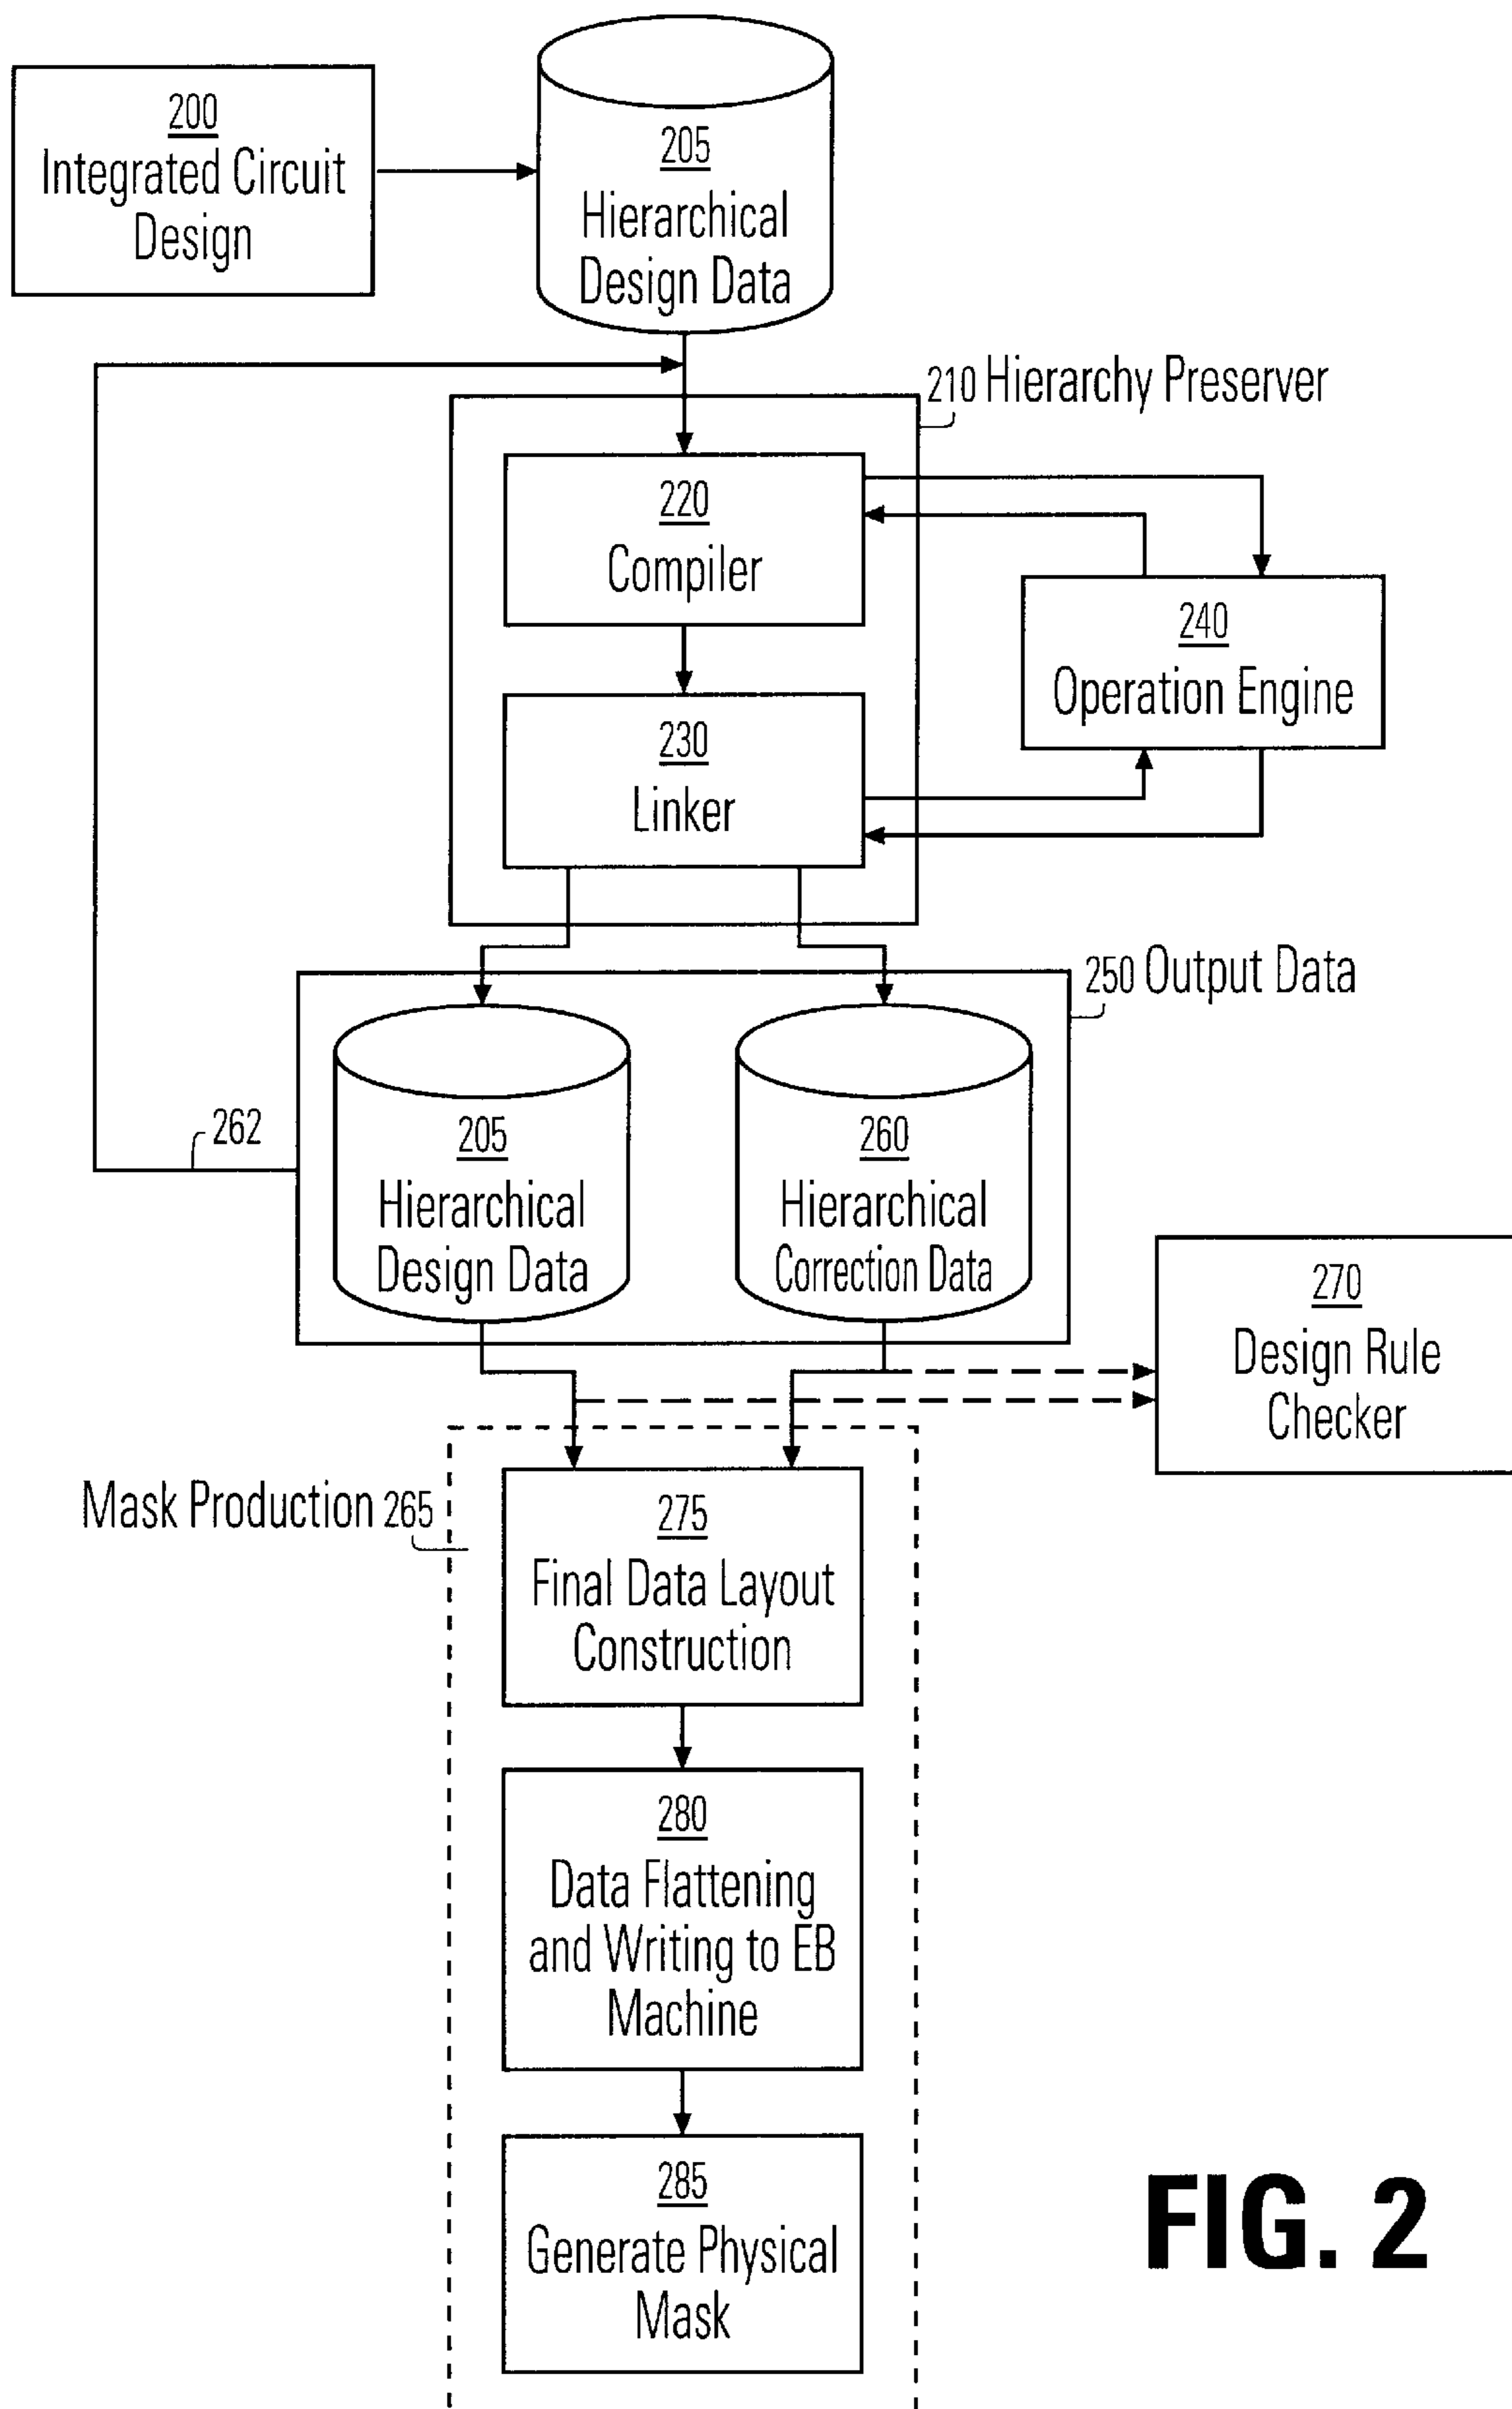 200
Integrated Circuit
Design
205
Hierarchical
Design Data
210 Hierarchy Preserver
220
Compiler
240
Operation Engine
230
Linker
250 Output Data
262
205
Hierarchical
Design Data
260
Hierarchical
Correction Data
270
Design Rule
Checker
Mask Production 265
275
Final Data Layout
Construction
280
Data Flattening
and Writing to EB
Machine
285
Generate Physical
Mask
FIG. 2